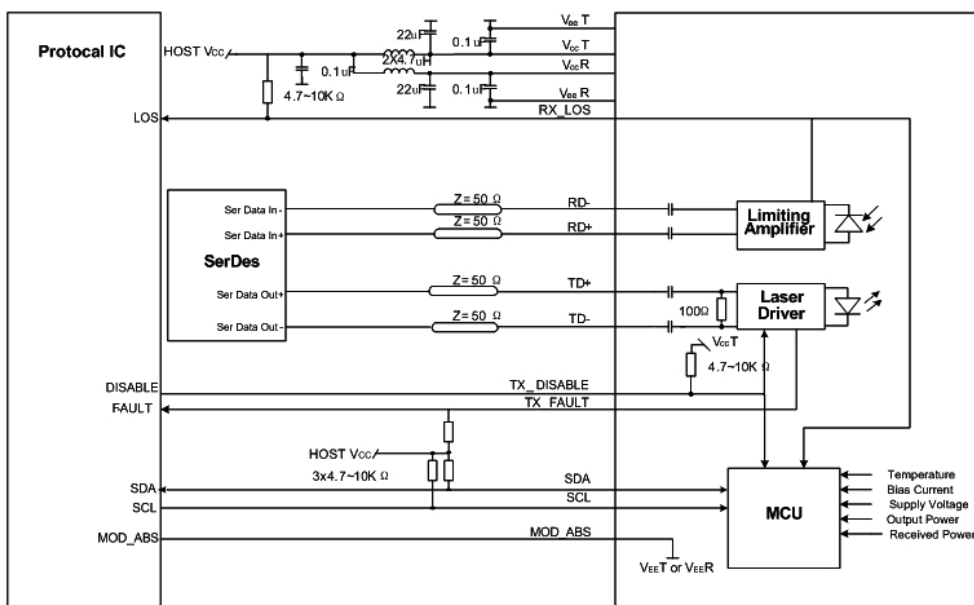 Protocal IC
HOST Vcc
22uF
0.1uF
VeeT
VccT
2X4.7uH
0.1uF
VccR
22uF
0.1uF
VeeR
4.7~10K Ω
LOS
RX_LOS
Ser Data In -
Z= 50 Ω
RD-
Ser Data In+
Z= 50 Ω
RD+
Limiting
Amplifier
SerDes
Ser Data Out+
Z= 50 Ω
TD+
Ser Data Out -
Z= 50 Ω
TD-
100Ω
Laser
Driver
VccT
4.7~10K Ω
DISABLE
TX_DISABLE
FAULT
TX_FAULT
HOST Vcc
3x4.7~10K Ω
SDA
SDA
SCL
SCL
MCU
Temperature
Bias Current
Supply Voltage
Output Power
Received Power
MOD_ABS
MOD_ABS
VEET or VEER